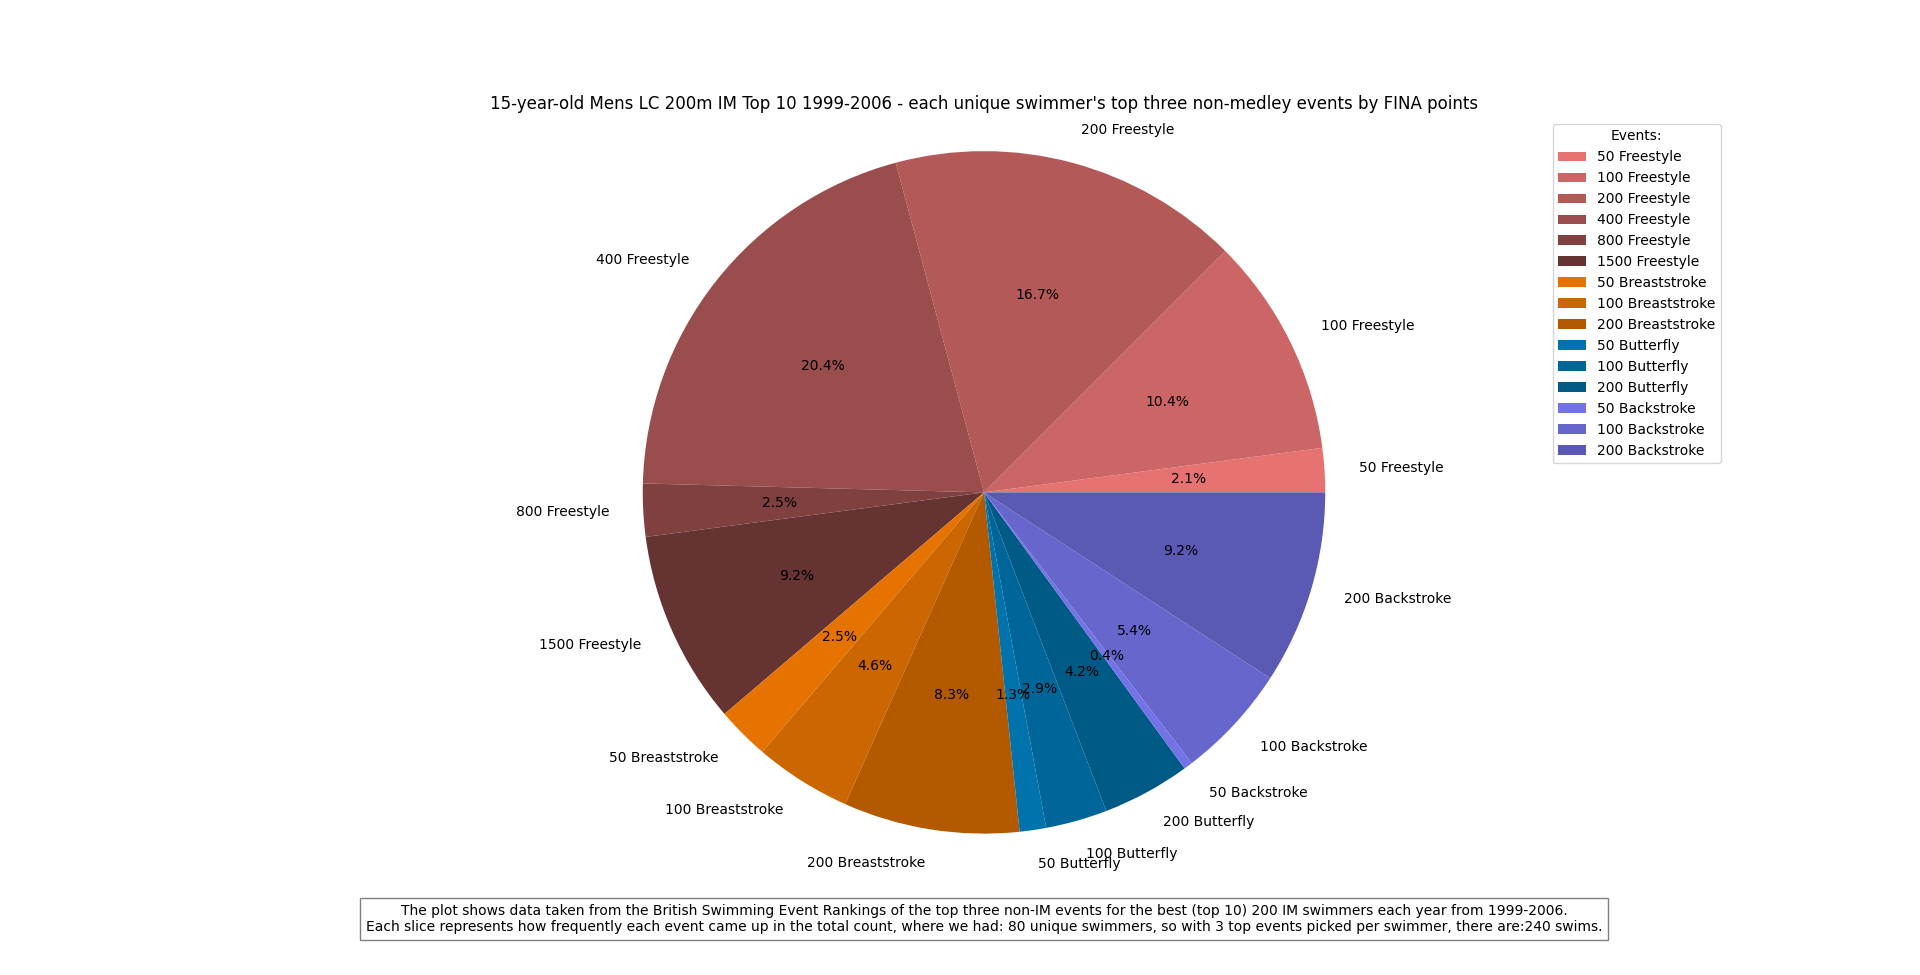 15-year-old Mens LC 200m IM Top 10 1999-2006 - each unique swimmer's top three non-medley events by FINA points
200 Freestyle
400 Freestyle
100 Freestyle
50 Freestyle
800 Freestyle
1500 Freestyle
50 Breaststroke
100 Breaststroke
200 Breaststroke
50 Butterfly
100 Butterfly
200 Butterfly
50 Backstroke
100 Backstroke
200 Backstroke
16.7%
20.4%
10.4%
2.1%
2.5%
9.2%
2.5%
4.6%
8.3%
1.3%
2.9%
4.2%
0.4%
5.4%
9.2%
Events:
50 Freestyle
100 Freestyle
200 Freestyle
400 Freestyle
800 Freestyle
1500 Freestyle
50 Breaststroke
100 Breaststroke
200 Breaststroke
50 Butterfly
100 Butterfly
200 Butterfly
50 Backstroke
100 Backstroke
200 Backstroke
The plot shows data taken from the British Swimming Event Rankings of the top three non-IM events for the best (top 10) 200 IM swimmers each year from 1999-2006.
Each slice represents how frequently each event came up in the total count, where we had: 80 unique swimmers, so with 3 top events picked per swimmer, there are:240 swims.